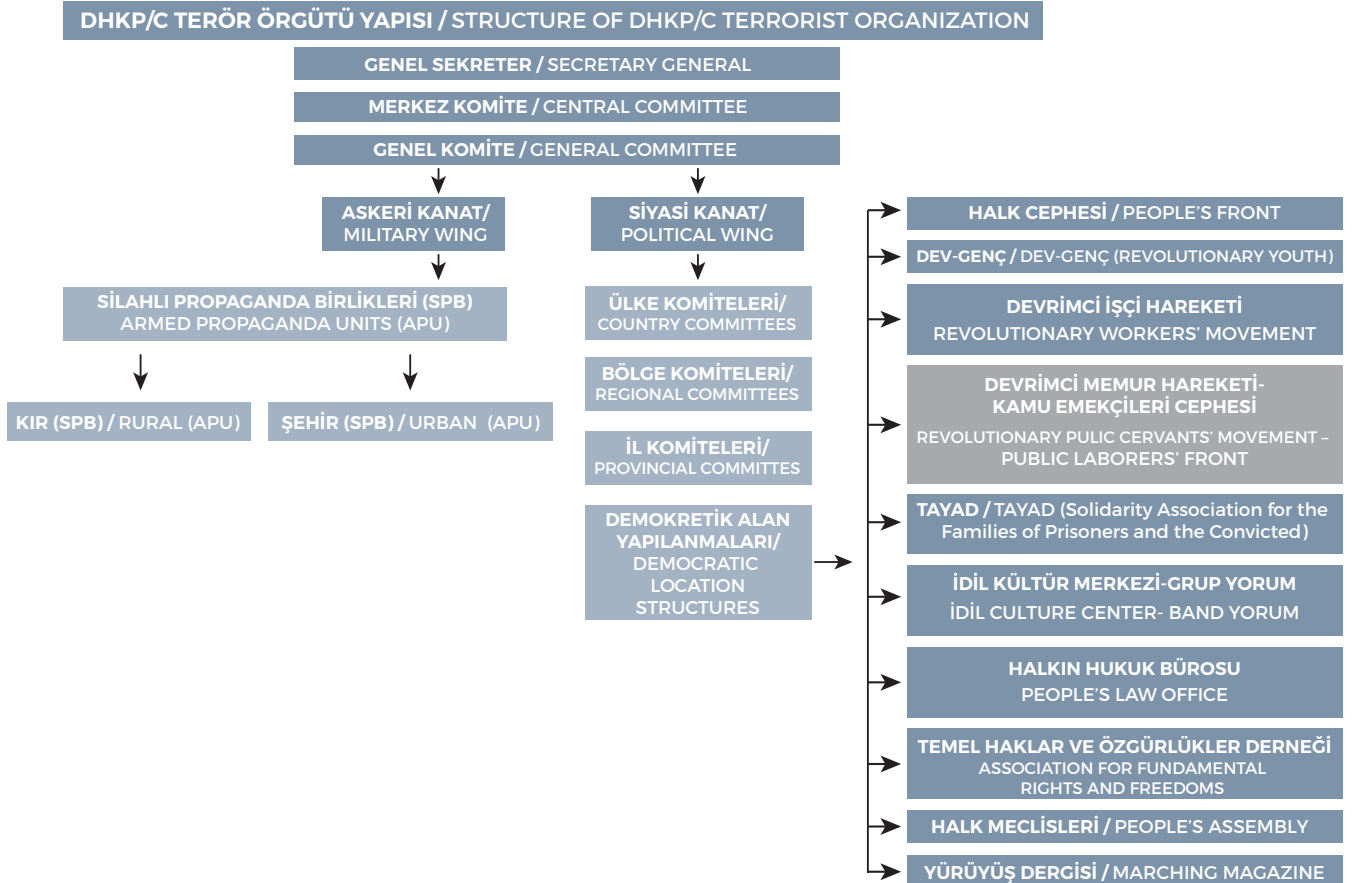 DHKP/C TERÖR ÖRGÜTÜ YAPISI / STRUCTURE OF DHKP/C TERRORIST ORGANIZATION
GENEL SEKRETER / SECRETARY GENERAL
MERKEZ KOMİTE / CENTRAL COMMITTEE
GENEL KOMİTE / GENERAL COMMITTEE
ASKERİ KANAT/
MILITARY WING
SİLAHLI PROPAGANDA BİRLİKLERİ (SPB)
ARMED PROPAGANDA UNITS (APU)
KIR (SPB) / RURAL (APU)
ŞEHİR (SPB) / URBAN (APU)
SİYASİ KANAT/
POLITICAL WING
ÜLKE KOMİTELERİ/
COUNTRY COMMITTEES
BÖLGE KOMİTELERİ/
REGIONAL COMMITTEES
İL KOMİTELERİ/
PROVINCIAL COMMITTES
DEMOKRETİK ALAN
YAPILANMALARI/
DEMOCRATIC
LOCATION
STRUCTURES
HALK CEPHESİ / PEOPLE'S FRONT
DEV-GENÇ / DEV-GENÇ (REVOLUTIONARY YOUTH)
DEVRİMCİ İŞÇİ HAREKETİ
REVOLUTIONARY WORKERS' MOVEMENT
DEVRİMCİ MEMUR HAREKETİ-
KAMU EMEKÇİLERİ CEPHESİ
REVOLUTIONARY PULIC CERVANTS' MOVEMENT –
PUBLIC LABORERS' FRONT
TAYAD / TAYAD (Solidarity Association for the
Families of Prisoners and the Convicted)
İDİL KÜLTÜR MERKEZİ-GRUP YORUM
İDİL CULTURE CENTER- BAND YORUM
HALKIN HUKUK BÜROSU
PEOPLE'S LAW OFFICE
TEMEL HAKLAR VE ÖZGÜRLÜKLER DERNEĞİ
ASSOCIATION FOR FUNDAMENTAL
RIGHTS AND FREEDOMS
HALK MECLİSLERİ / PEOPLE'S ASSEMBLY
YÜRÜYÜŞ DERGİSİ / MARCHING MAGAZINE